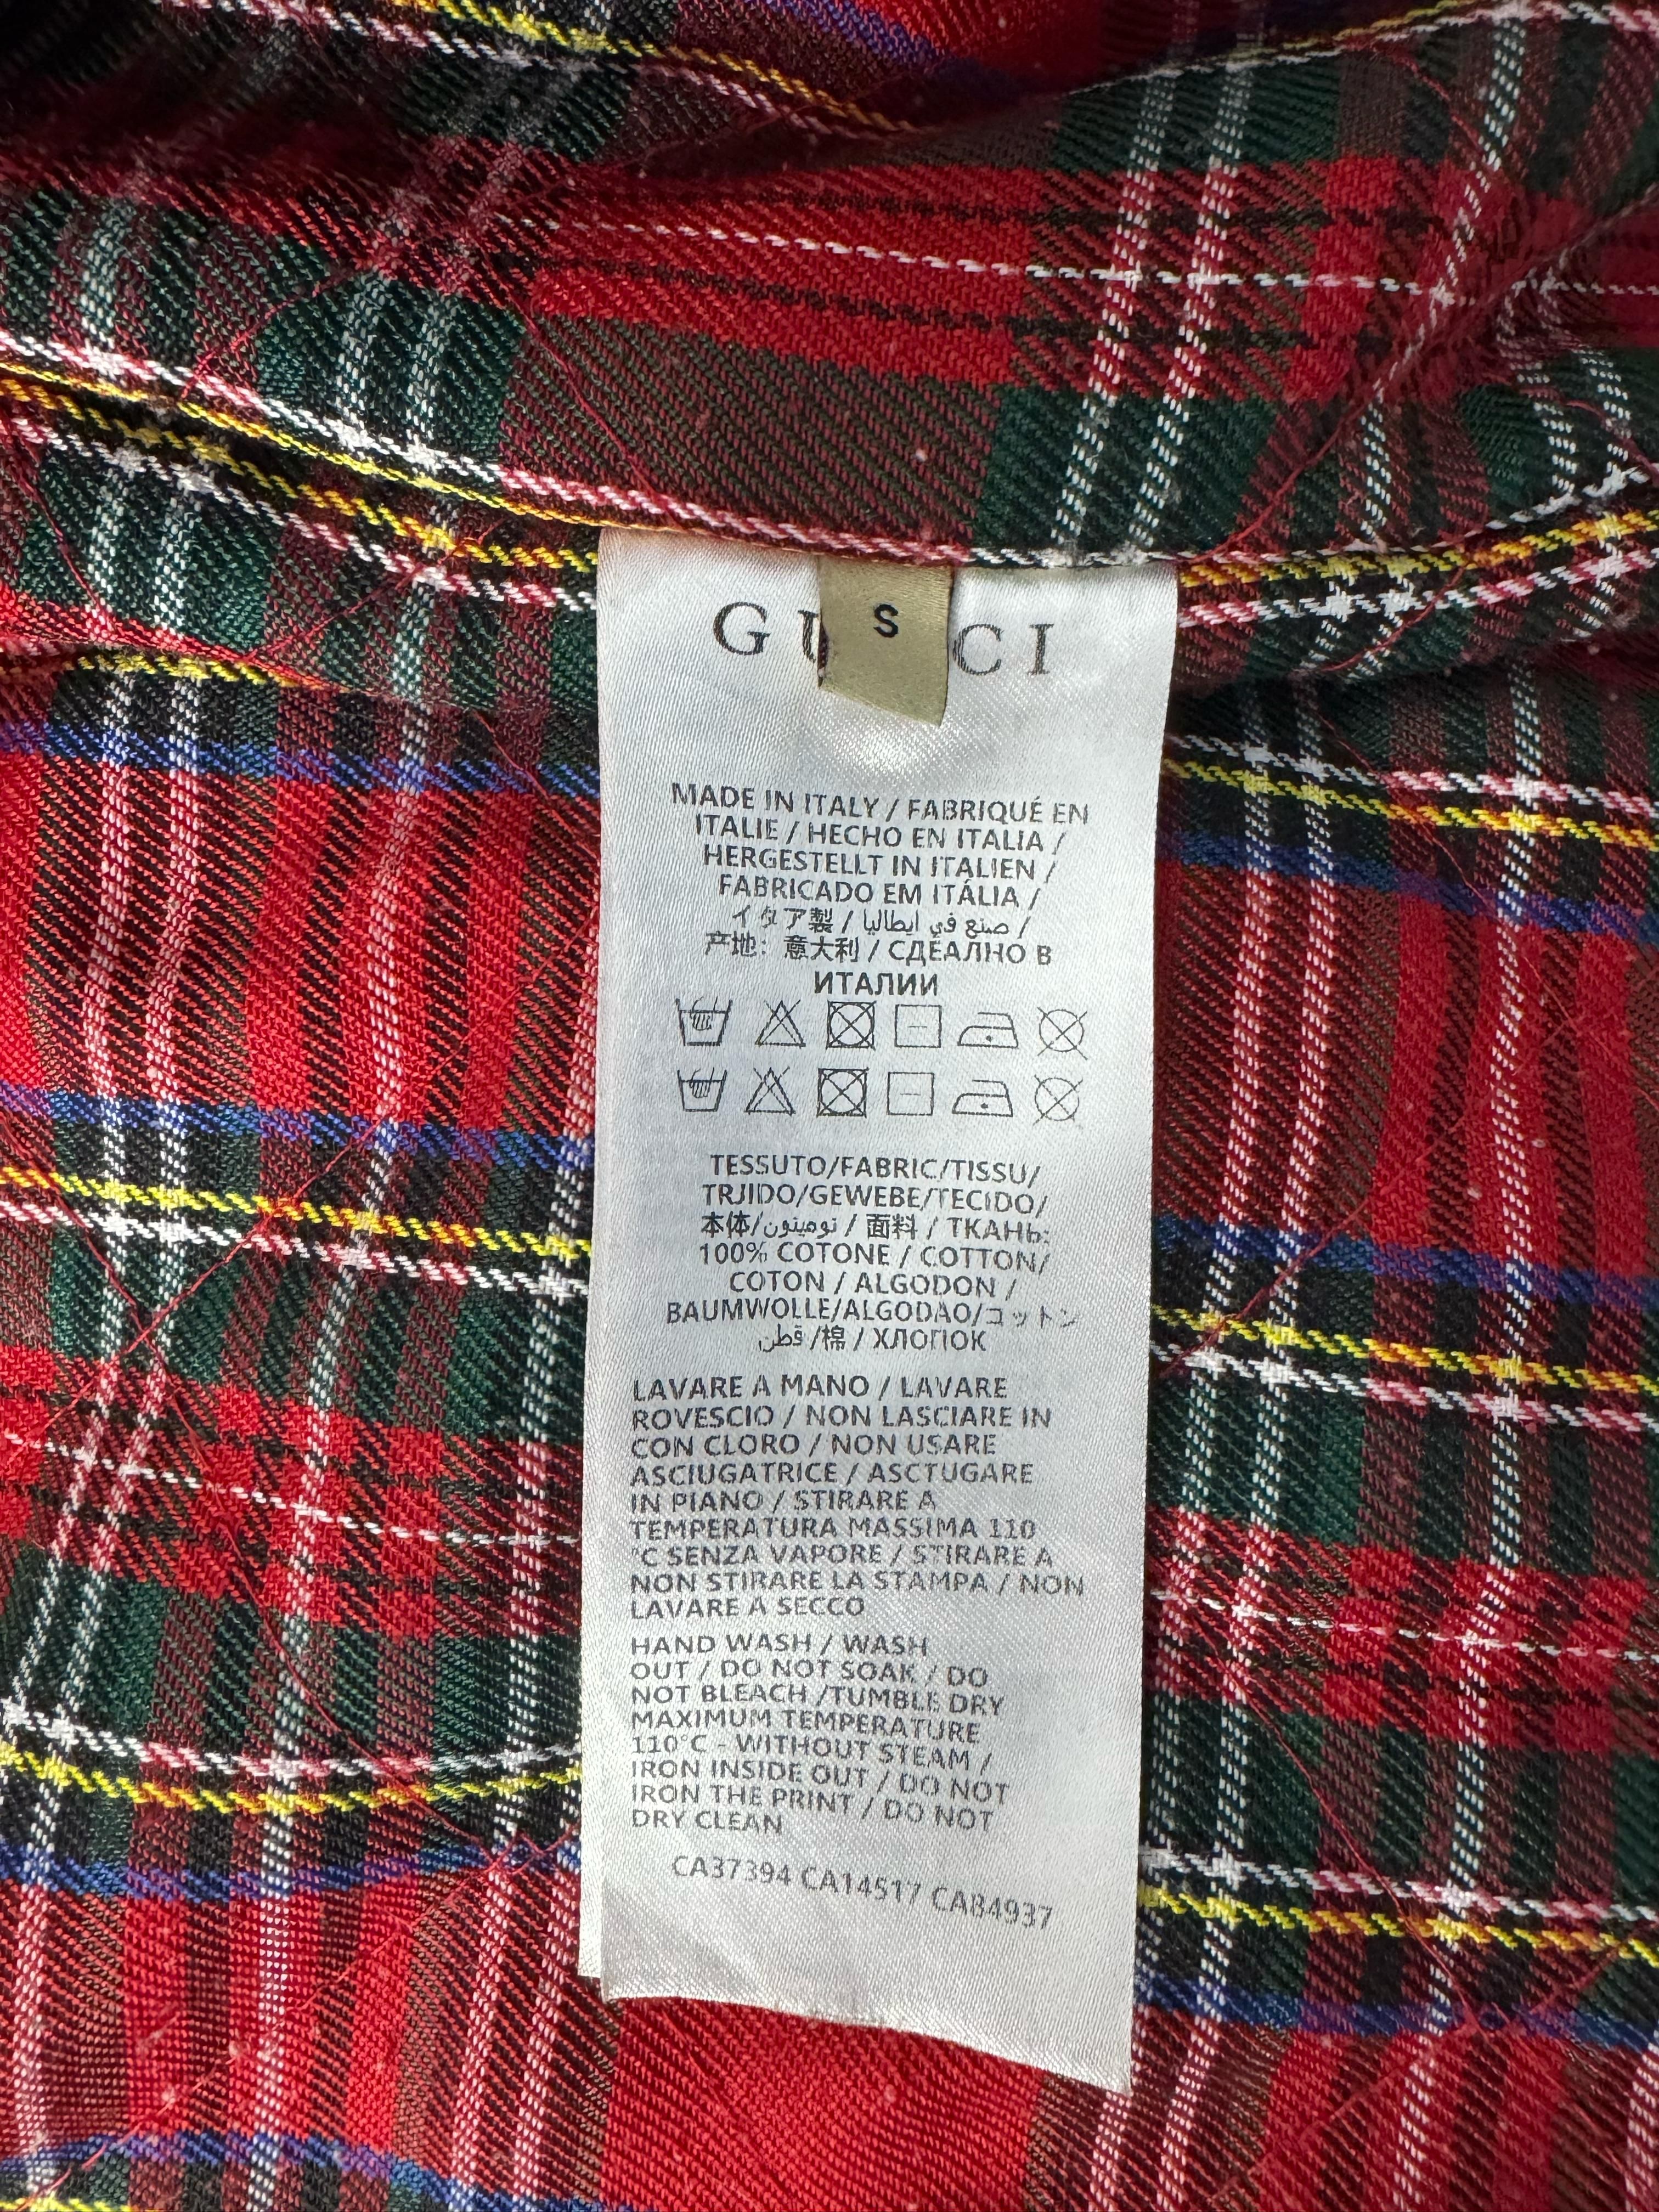 GUCCI
S
MADE IN ITALY / FABRIQUÉ EN
ITALIE / HECHO EN ITALIA /
HERGESTELLT IN ITALIEN /
FABRICADO EM ITÁLIA /
イタア製 / صنع في ايطاليا /
产地: 意大利 / СДЕАЛНО В
ИТАЛИИ
TESSUTO/FABRIC/TISSU/
TRJIDO/GEWEBE/TECIDO/
本体/ / 面料 / ТКАНЬ:
100% COTONE / COTTON/
COTON / ALGODON /
BAUMWOLLE/ALGODAO/コットン
قطن /棉 / ХЛОПОК
LAVARE A MANO / LAVARE
ROVESCIO / NON LASCIARE IN
CON CLORO / NON USARE
ASCIUGATRICE / ASCTUGARE
IN PIANO / STIRARE A
TEMPERATURA MASSIMA 110
°C SENZA VAPORE / STIRARE A
NON STIRARE LA STAMPA / NON
LAVARE A SECCO
HAND WASH / WASH
OUT / DO NOT SOAK / DO
NOT BLEACH /TUMBLE DRY
MAXIMUM TEMPERATURE
110°C - WITHOUT STEAM /
IRON INSIDE OUT / DO NOT
IRON THE PRINT / DO NOT
DRY CLEAN
CA37394 CA14517 CA84937